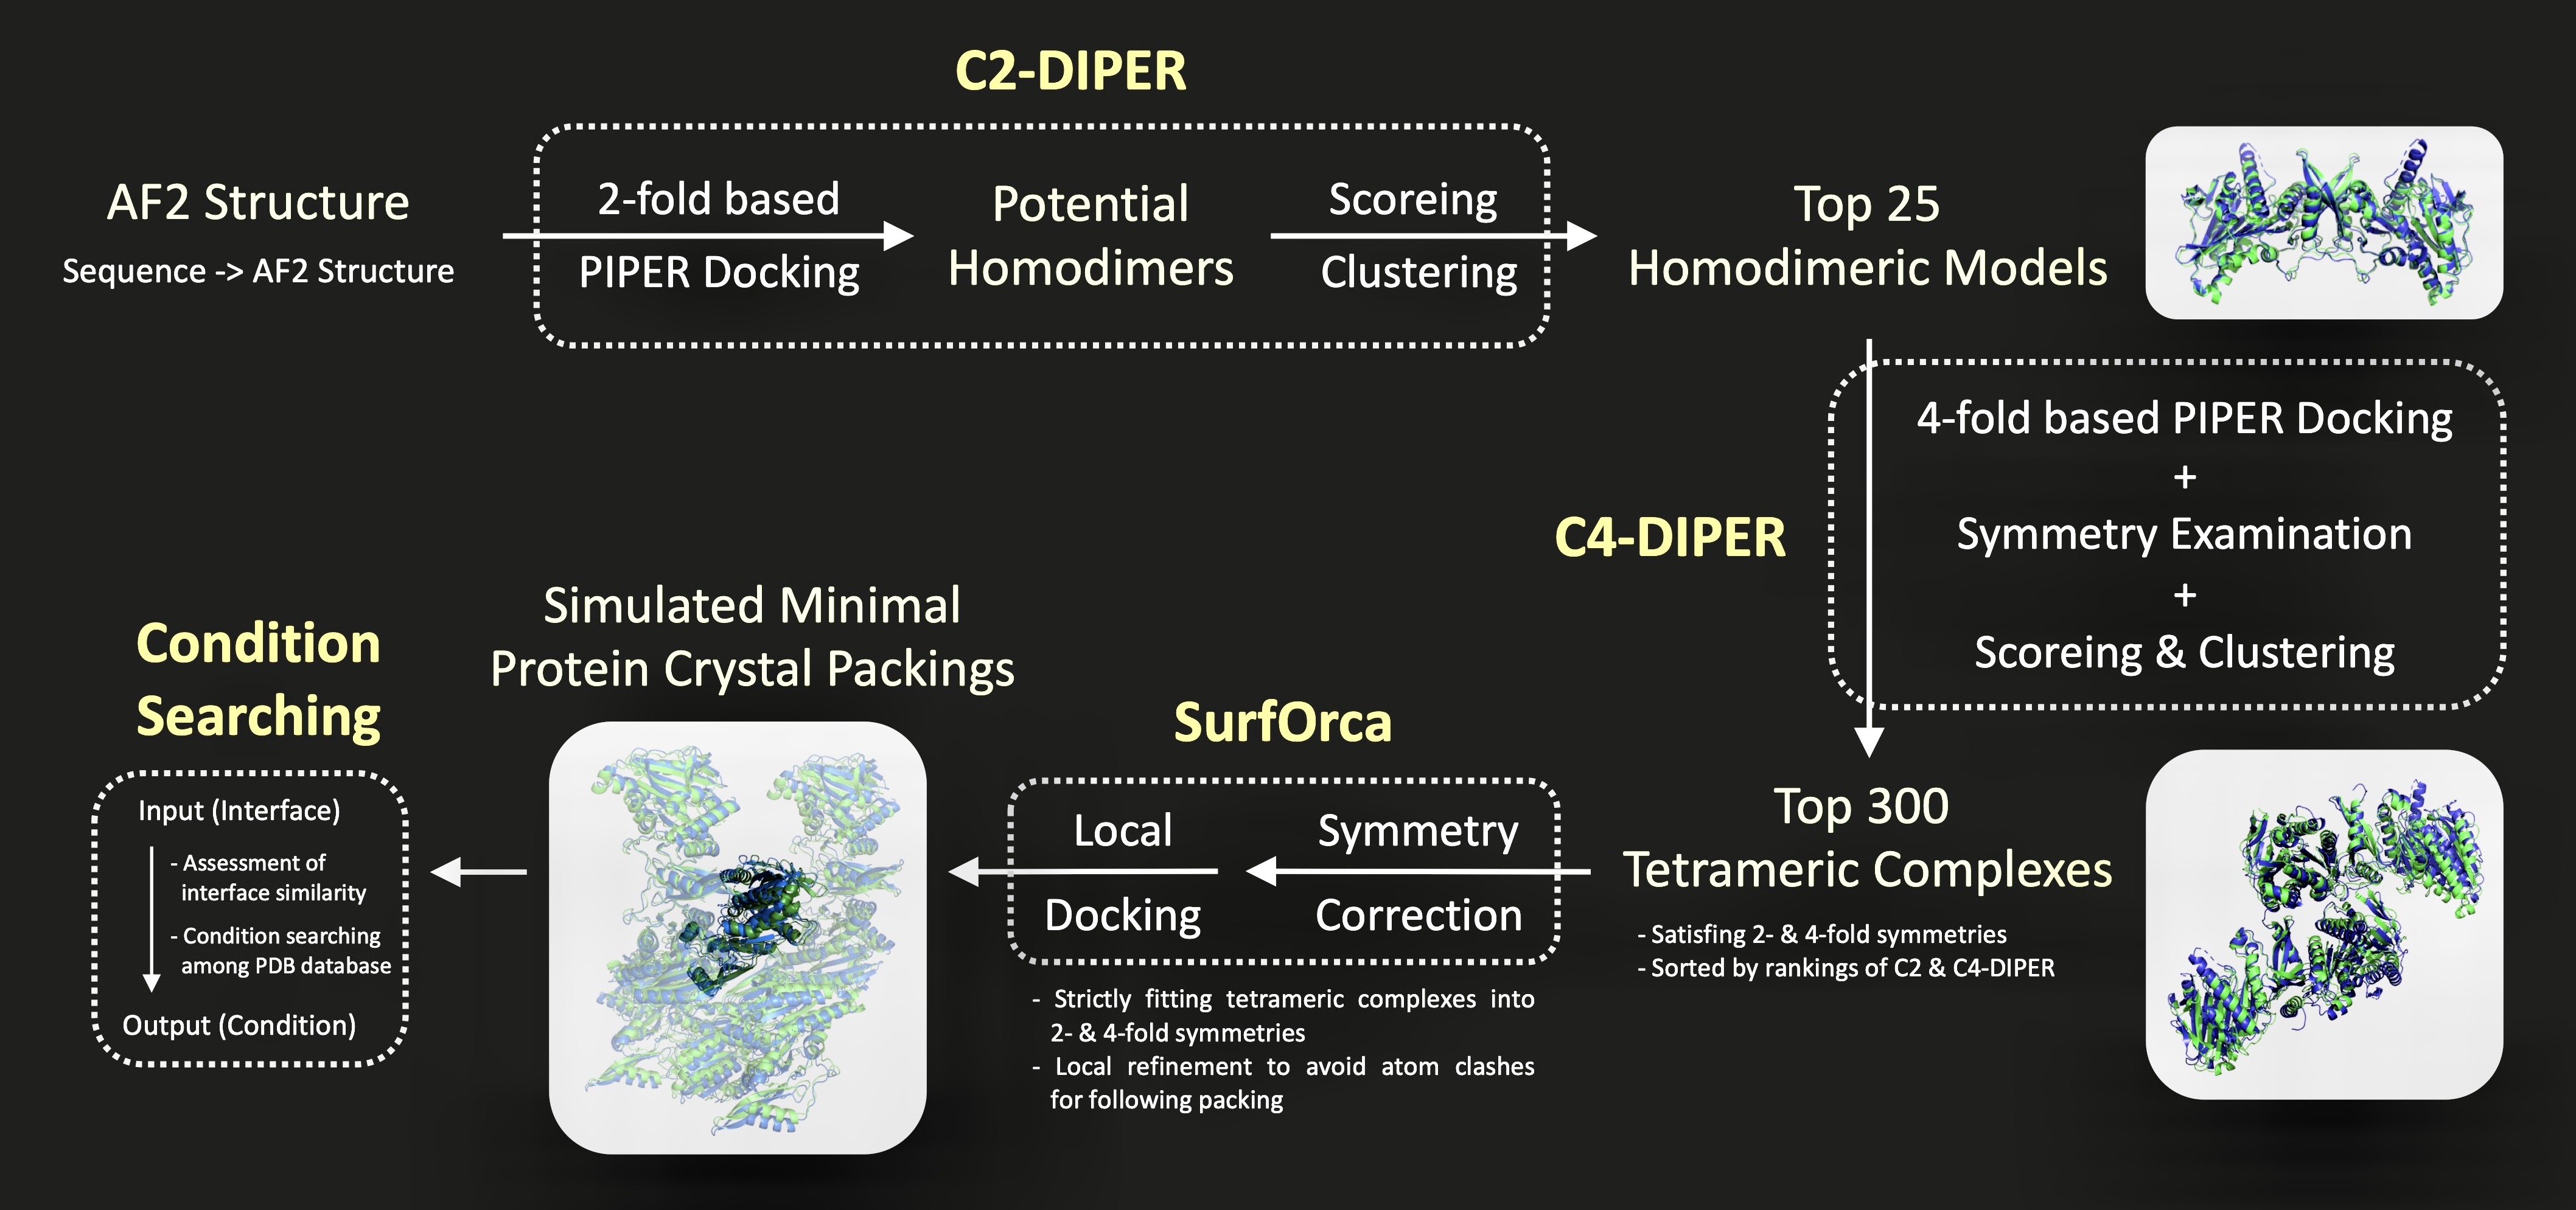 C2-DIPER
AF2 Structure
Sequence -> AF2 Structure
2-fold based
PIPER Docking
Potential
Homodimers
Scoreing
Clustering
Top 25
Homodimeric Models
C4-DIPER
4-fold based PIPER Docking
+
Symmetry Examination
+
Scoreing & Clustering
Top 300
Tetrameric Complexes
- Satisfing 2- & 4-fold symmetries
- Sorted by rankings of C2 & C4-DIPER
SurfOrca
Symmetry
Correction
Local
Docking
- Strictly fitting tetrameric complexes into
2- & 4-fold symmetries
- Local refinement to avoid atom clashes
for following packing
Simulated Minimal
Protein Crystal Packings
Condition
Searching
Input (Interface)
- Assessment of
interface similarity
- Condition searching
among PDB database
Output (Condition)